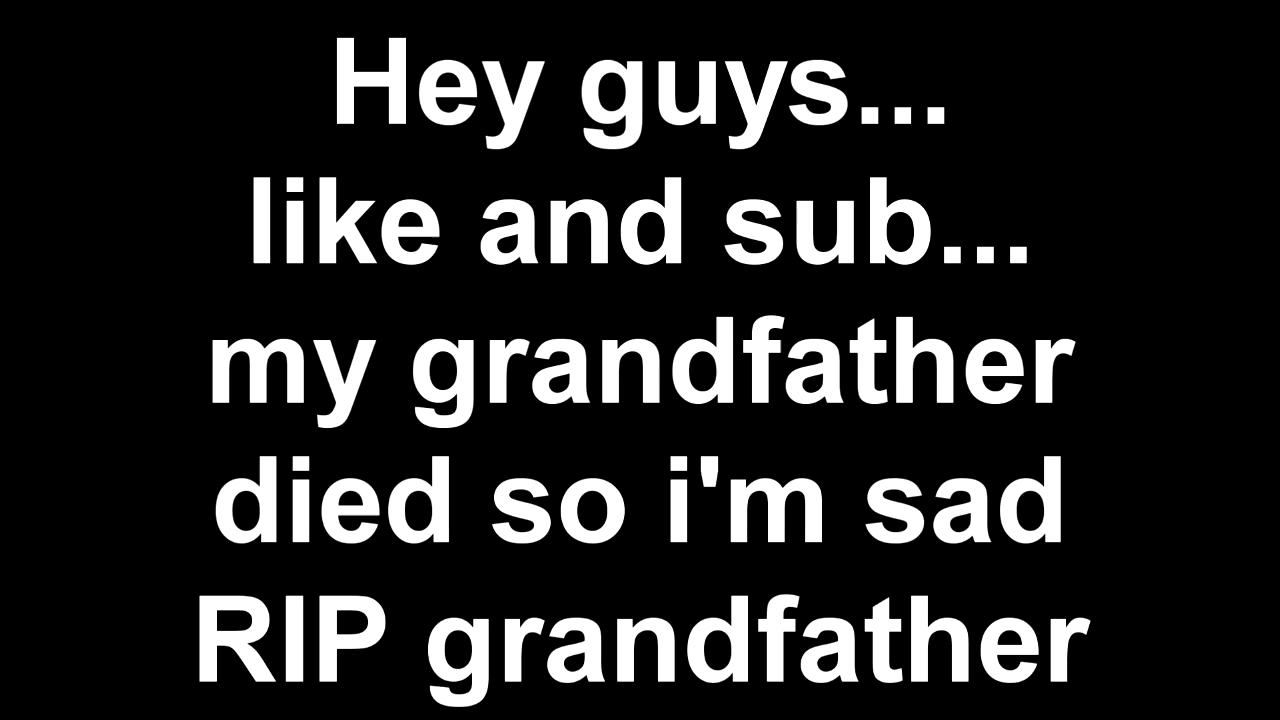 Hey guys...
like and sub...
my grandfather
died so i'm sad
RIP grandfather